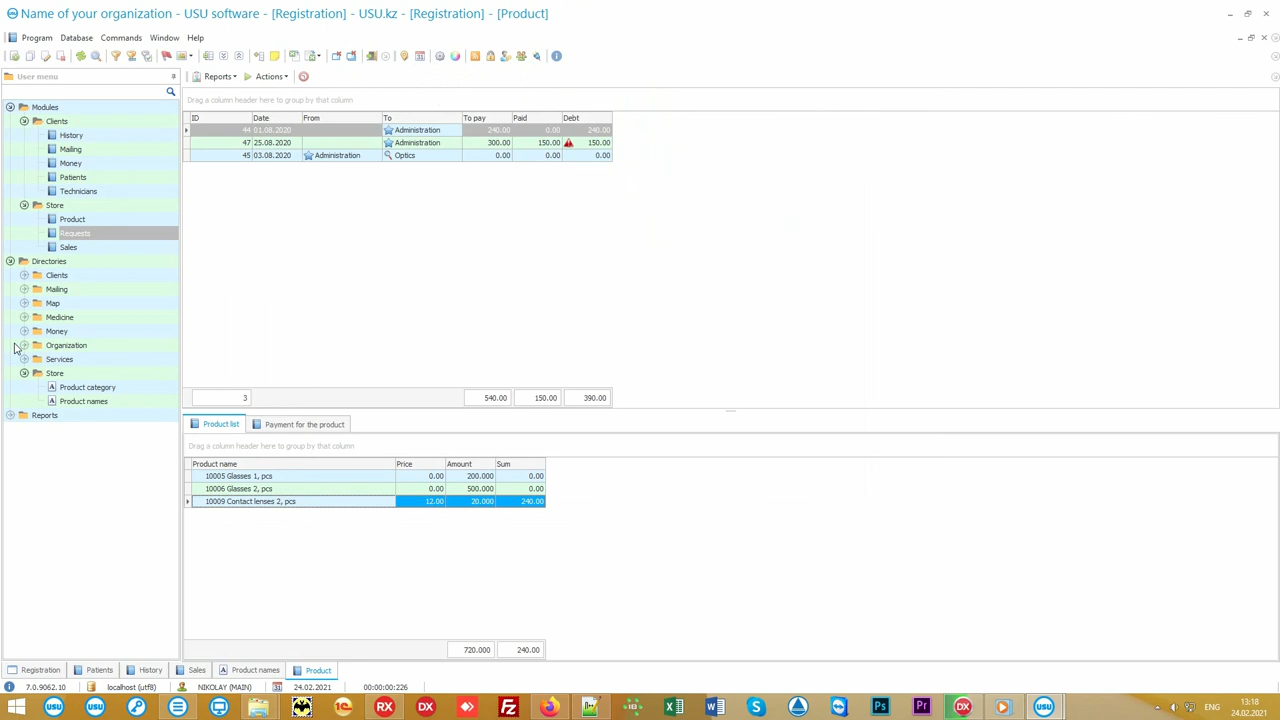 Name of your organization - USU software - [Registration] - USU.kz - [Registration] - [Product]
Program Database Commands Window Help
User menu
Reports Actions
Drag a column header here to group by that column
Modules
Clients
History
Mailing
Money
Patients
Technicians
Store
Product
Requests
Sales
Directories
Clients
Mailing
Map
Medicine
Money
Organization
Services
Store
Product category
Product names
Reports
ID Date From To To pay Paid Debt
44 01.08.2020 Administration 240.00 0.00 240.00
47 25.08.2020 Administration 300.00 150.00 150.00
45 03.08.2020 Administration Optics 0.00 0.00 0.00
3 540.00 150.00 390.00
Product list Payment for the product
Drag a column header here to group by that column
Product name Price Amount Sum
10005 Glasses 1, pcs 0.00 200.000 0.00
10006 Glasses 2, pcs 0.00 500.000 0.00
10009 Contact lenses 2, pcs 12.00 20.000 240.00
720.000 240.00
Registration Patients History Sales Product names Product
7.0.9062.10 localhost (utf8) NIKOLAY (MAIN) 24.02.2021 00:00:00:226
USU USU RX DX Ps Pr DX USU
ENG 13:18
24.02.2021